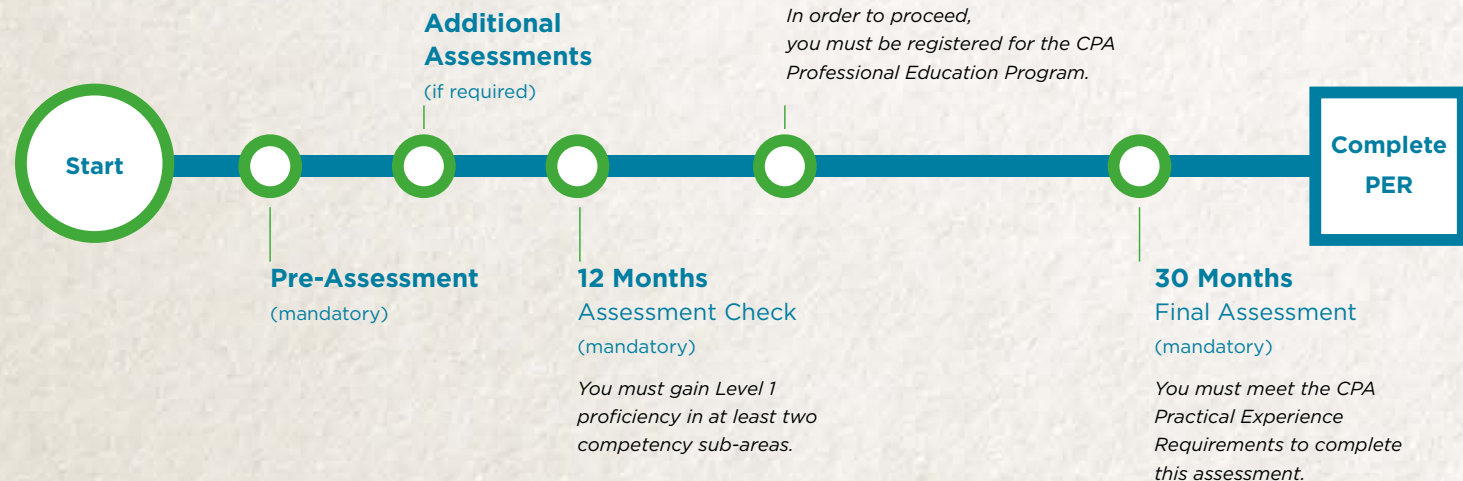 Additional
Assessments
(if required)
In order to proceed,
you must be registered for the CPA
Professional Education Program.
Start
Complete
PER
Pre-Assessment
(mandatory)
12 Months
Assessment Check
(mandatory)
You must gain Level 1
proficiency in at least two
competency sub-areas.
30 Months
Final Assessment
(mandatory)
You must meet the CPA
Practical Experience
Requirements to complete
this assessment.